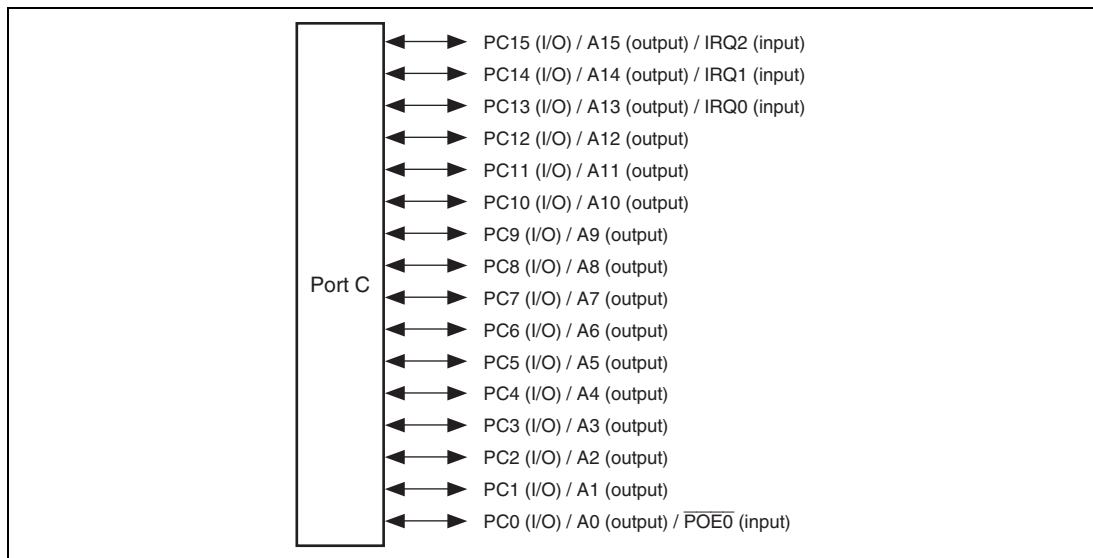 PC15 (I/O) / A15 (output) / IRQ2 (input)
PC14 (I/O) / A14 (output) / IRQ1 (input)
PC13 (I/O) / A13 (output) / IRQ0 (input)
PC12 (I/O) / A12 (output)
PC11 (I/O) / A11 (output)
PC10 (I/O) / A10 (output)
PC9 (I/O) / A9 (output)
PC8 (I/O) / A8 (output)
Port C
PC7 (I/O) / A7 (output)
PC6 (I/O) / A6 (output)
PC5 (I/O) / A5 (output)
PC4 (I/O) / A4 (output)
PC3 (I/O) / A3 (output)
PC2 (I/O) / A2 (output)
PC1 (I/O) / A1 (output)
PC0 (I/O) / A0 (output) / P̅O̅E̅0̅ (input)